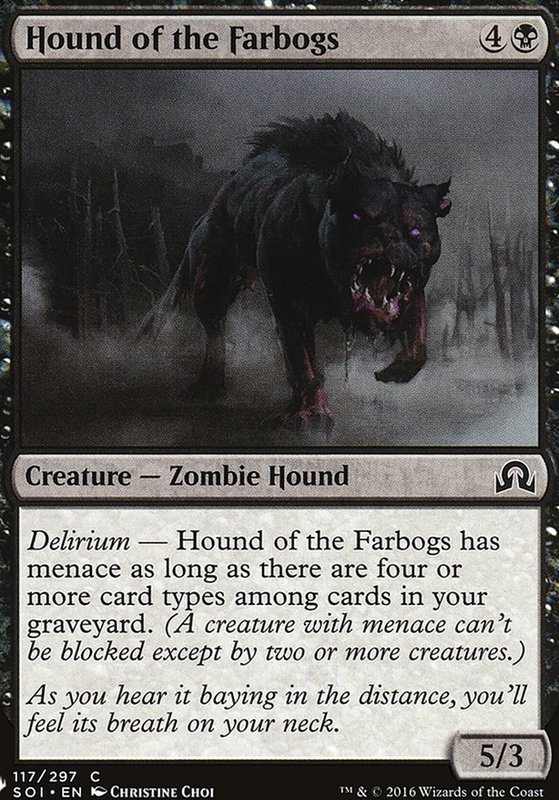 Hound of the Farbogs 4
Creature — Zombie Hound
Delirium — Hound of the Farbogs has
menace as long as there are four or
more card types among cards in your
graveyard. (A creature with menace can't
be blocked except by two or more creatures.)
As you hear it baying in the distance, you'll
feel its breath on your neck.
5/3
117/297 C
SOI • EN Christine Choi
™ & © 2016 Wizards of the Coast